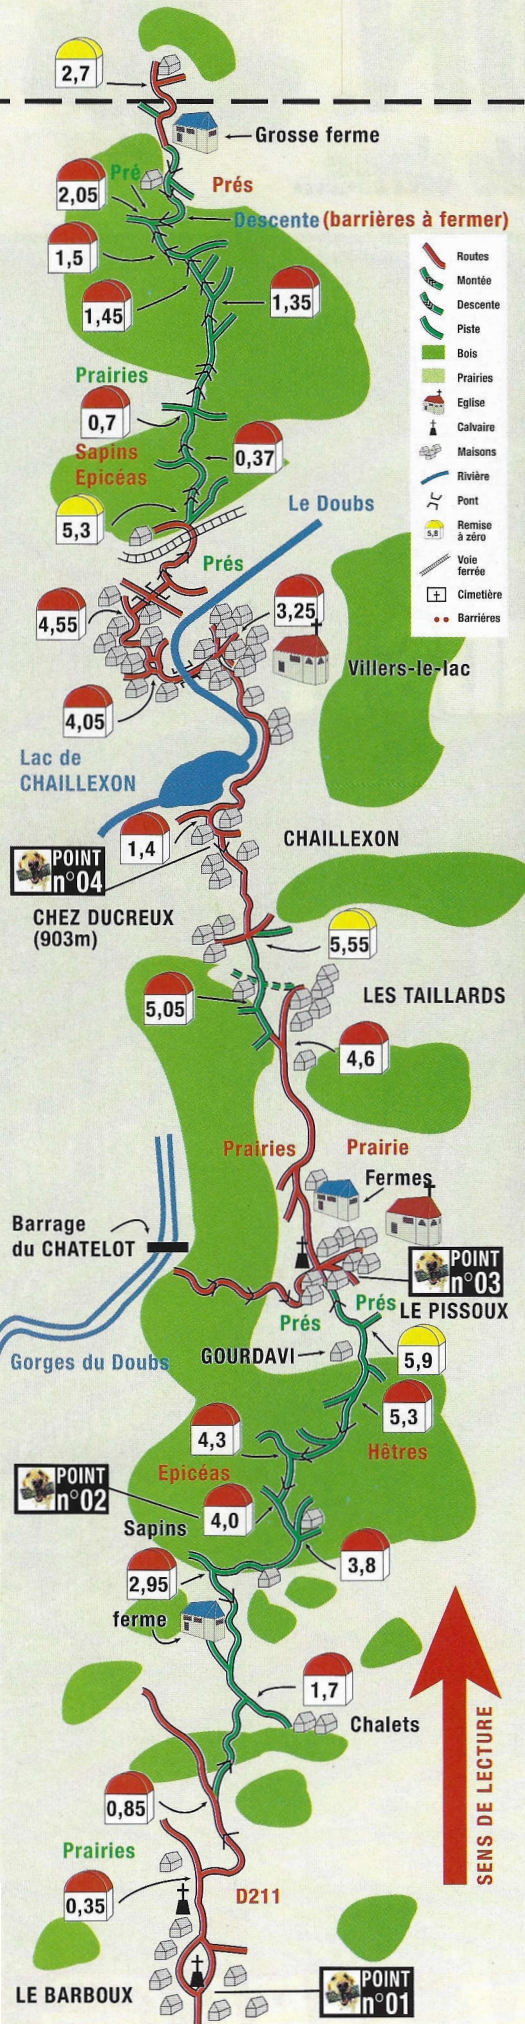 2,7
Grosse ferme
Pré
2,05
Prés
Descente (barrières à fermer)
1,5
1,45
1,35
Routes
Montée
Descente
Piste
Bois
Prairies
Eglise
Calvaire
Maisons
Rivière
Pont
5,8
Remise
à zéro
Voie
ferrée
Cimetière
Barriéres
Prairies
0,7
Sapins
Epicéas
0,37
5,3
Le Doubs
Prés
4,55
3,25
Villers-le-lac
4,05
Lac de
CHAILLEXON
1,4
CHAILLEXON
POINT
n°04
CHEZ DUCREUX
(903m)
5,55
5,05
LES TAILLARDS
4,6
Prairies
Prairie
Fermes
Barrage
du CHATELOT
POINT
n°03
LE PISSOUX
Prés
Prés
Gorges du Doubs
GOURDAVI
5,9
5,3
4,3
Hêtres
Epicéas
POINT
n°02
4,0
Sapins
3,8
2,95
ferme
1,7
Chalets
SENS DE LECTURE
0,85
Prairies
0,35
D211
LE BARBOUX
POINT
n°01